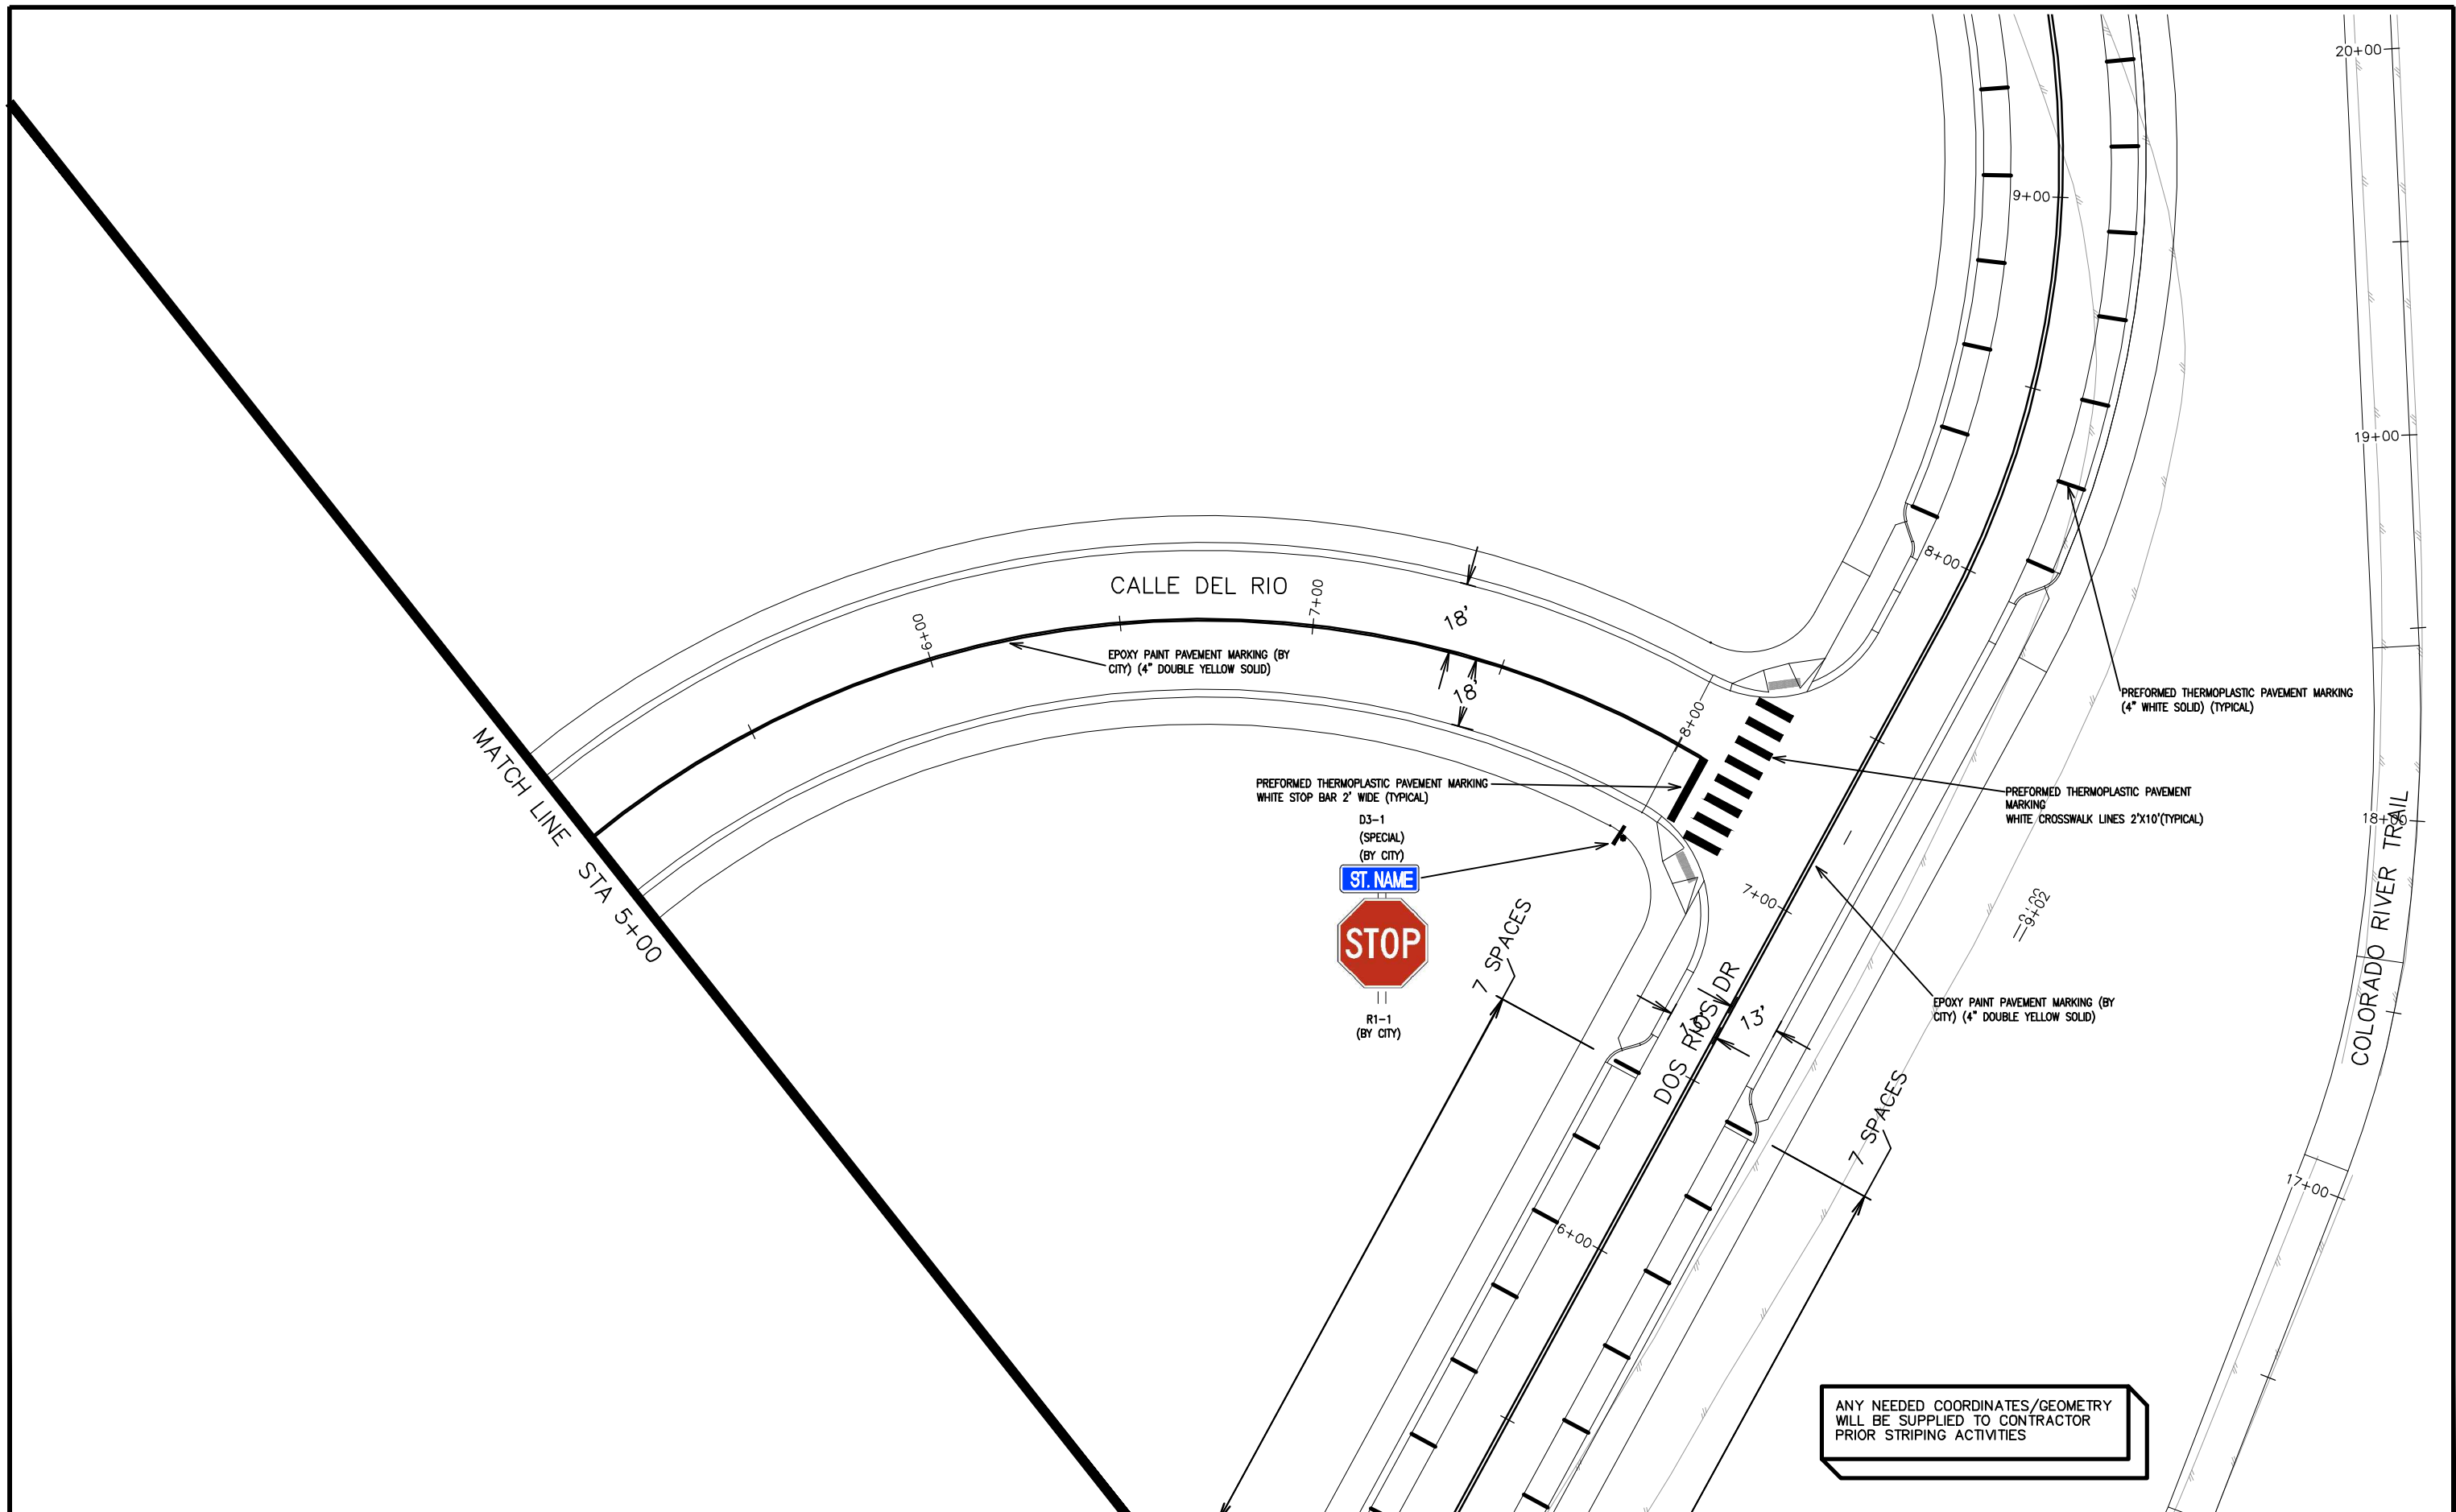 20+00
9+00
19+00
8+00
CALLE DEL RIO
7+00
18'
6+00
EPOXY PAINT PAVEMENT MARKING (BY
CITY) (4" DOUBLE YELLOW SOLID)
18'
PREFORMED THERMOPLASTIC PAVEMENT MARKING
(4" WHITE SOLID) (TYPICAL)
8+00
MATCH LINE STA 5+00
PREFORMED THERMOPLASTIC PAVEMENT MARKING
WHITE STOP BAR 2' WIDE (TYPICAL)
PREFORMED THERMOPLASTIC PAVEMENT
MARKING
WHITE CROSSWALK LINES 2'X10'(TYPICAL)
D3-1
(SPECIAL)
(BY CITY)
ST. NAME
STOP
R1-1
(BY CITY)
18+00
COLORADO RIVER TRAIL
7+00
9+02
7 SPACES
DOS RIOS DR
13'
13'
EPOXY PAINT PAVEMENT MARKING (BY
CITY) (4" DOUBLE YELLOW SOLID)
7 SPACES
17+00
6+00
ANY NEEDED COORDINATES/GEOMETRY
WILL BE SUPPLIED TO CONTRACTOR
PRIOR STRIPING ACTIVITIES